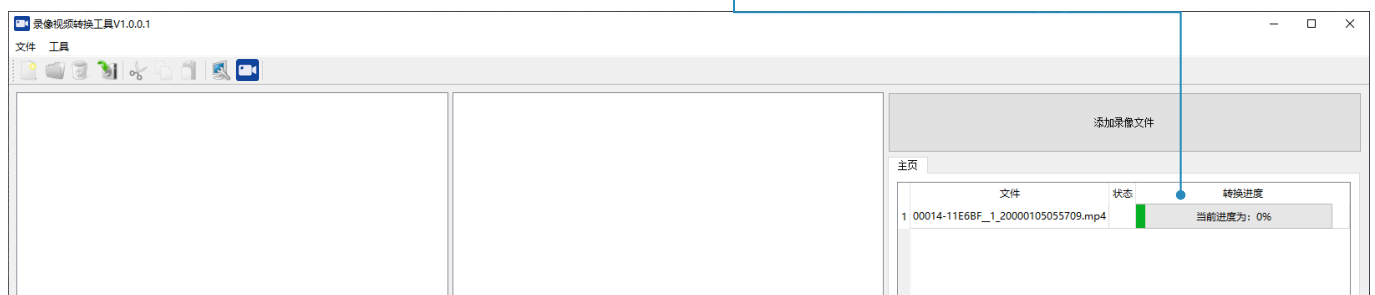 录像视频转换工具V1.0.0.1
文件 工具
添加录像文件
主页
文件 状态 转换进度
1 00014-11E6BF__1_20000105055709.mp4 当前进度为：0%